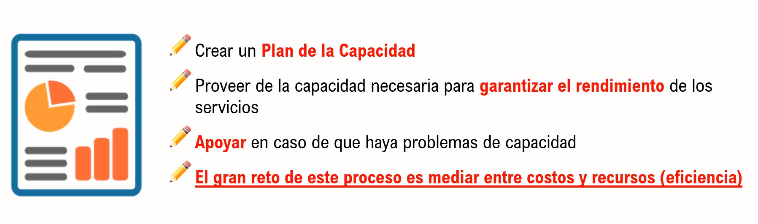 Crear un Plan de la Capacidad
Proveer de la capacidad necesaria para garantizar el rendimiento de los
servicios
Apoyar en caso de que haya problemas de capacidad
El gran reto de este proceso es mediar entre costos y recursos (eficiencia)